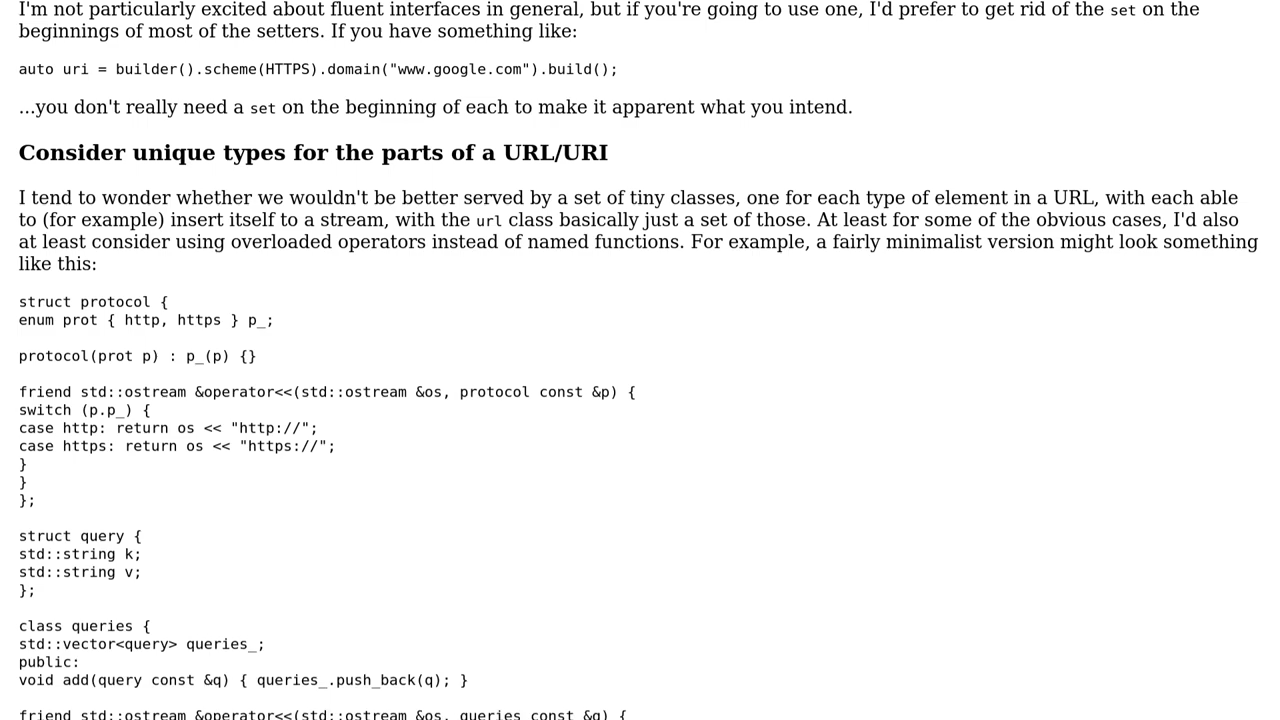 I'm not particularly excited about fluent interfaces in general, but if you're going to use one, I'd prefer to get rid of the set on the
beginnings of most of the setters. If you have something like:
auto uri = builder().scheme(HTTPS).domain("www.google.com").build();
...you don't really need a set on the beginning of each to make it apparent what you intend.
Consider unique types for the parts of a URL/URI
I tend to wonder whether we wouldn't be better served by a set of tiny classes, one for each type of element in a URL, with each able
to (for example) insert itself to a stream, with the url class basically just a set of those. At least for some of the obvious cases, I'd also
at least consider using overloaded operators instead of named functions. For example, a fairly minimalist version might look something
like this:
struct protocol {
enum prot { http, https } p_;
protocol(prot p) : p_(p) {}
friend std::ostream &operator<<(std::ostream &os, protocol const &p) {
switch (p.p_) {
case http: return os << "http://";
case https: return os << "https://";
}
}
};
struct query {
std::string k;
std::string v;
};
class queries {
std::vector<query> queries_;
public:
void add(query const &q) { queries_.push_back(q); }
friend std::ostream &operator<<(std::ostream &os, queries const &q) {